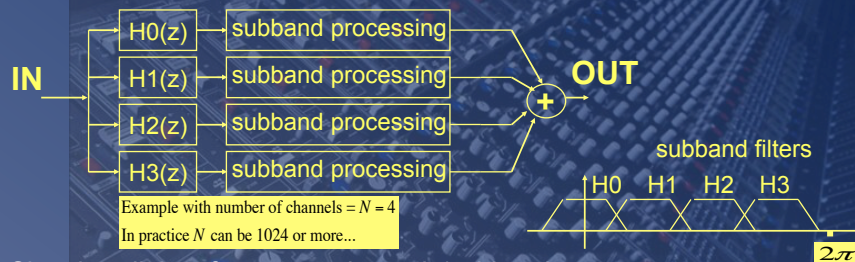 H0(z) subband processing
IN H1(z) subband processing OUT
+
H2(z) subband processing
H3(z) subband processing
subband filters
H0 H1 H2 H3
Example with number of channels = N = 4
In practice N can be 1024 or more...
2π